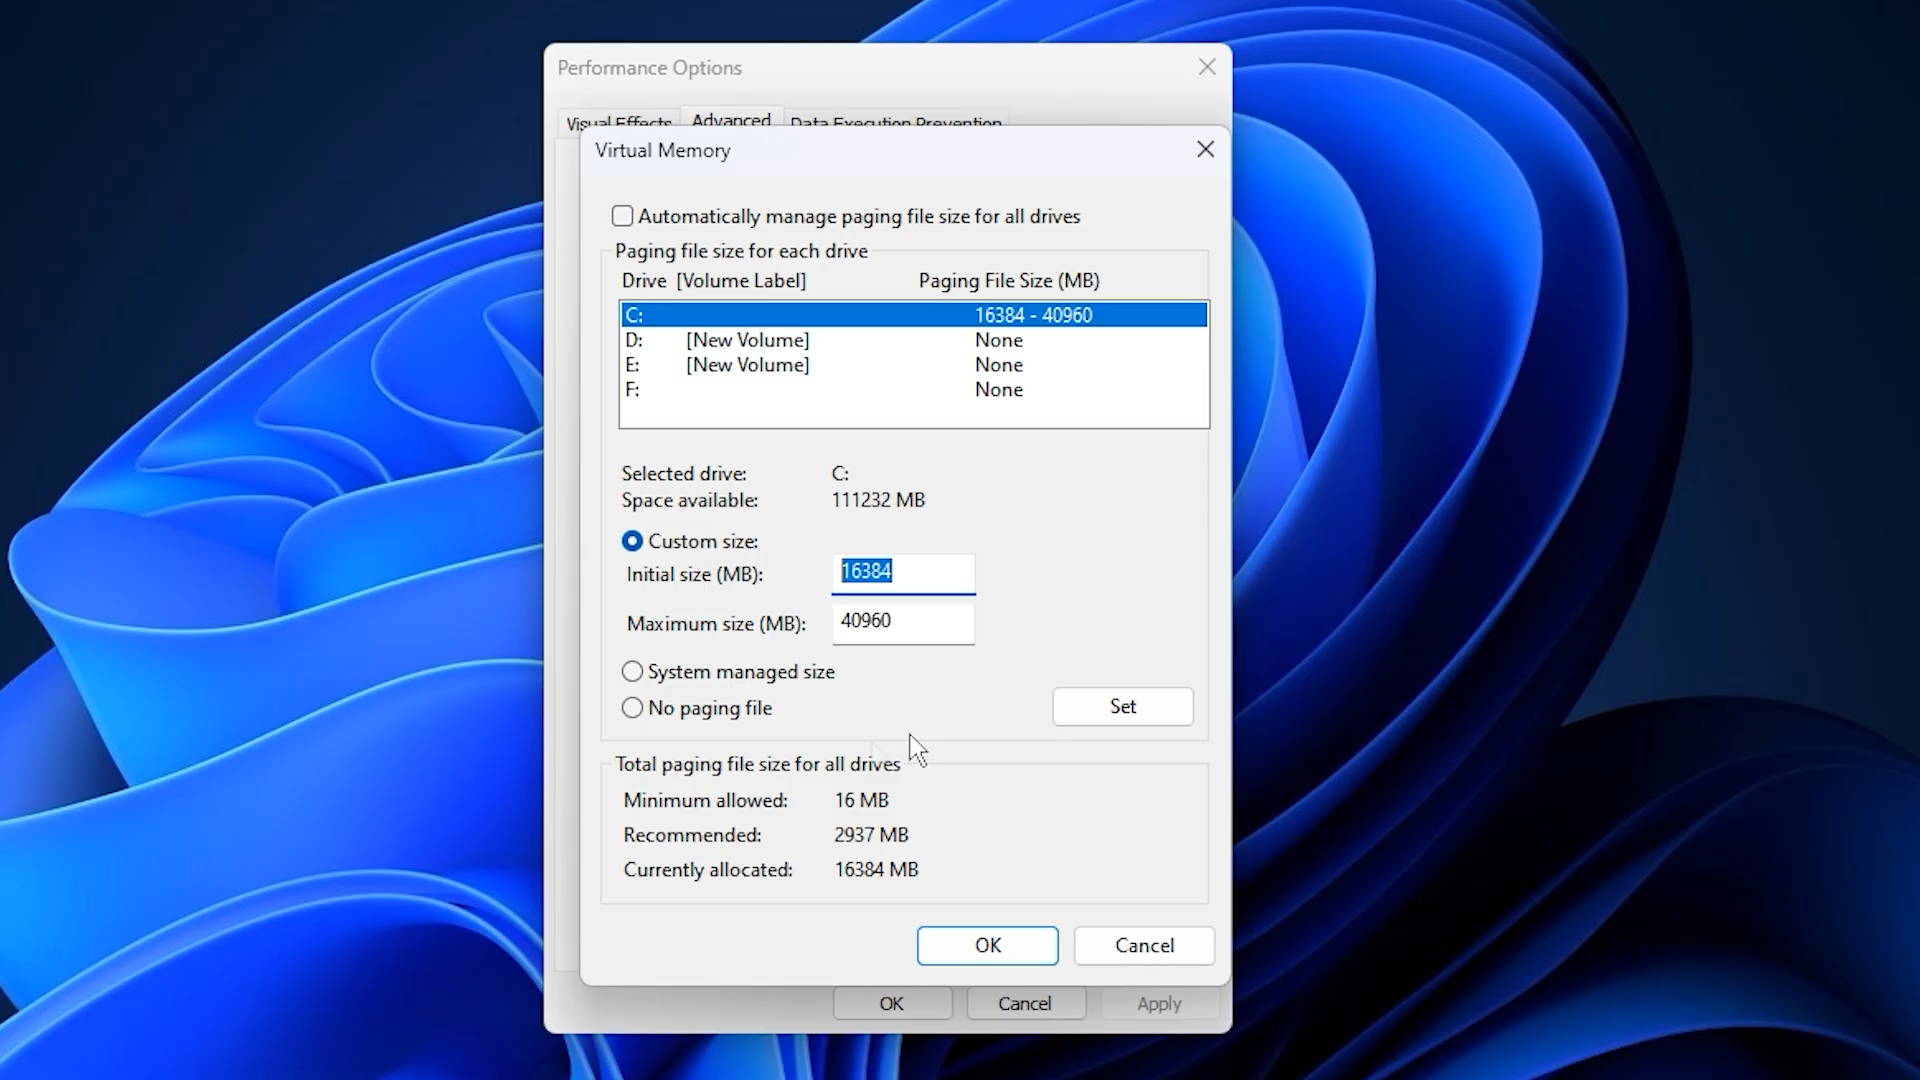 Performance Options
Visual Effects Advanced Data Execution Prevention
Virtual Memory
Automatically manage paging file size for all drives
Paging file size for each drive
Drive [Volume Label] Paging File Size (MB)
C: 16384 - 40960
D: [New Volume] None
E: [New Volume] None
F: None
Selected drive: C:
Space available: 111232 MB
Custom size:
Initial size (MB): 16384
Maximum size (MB): 40960
System managed size
No paging file
Set
Total paging file size for all drives
Minimum allowed: 16 MB
Recommended: 2937 MB
Currently allocated: 16384 MB
OK Cancel
OK Cancel Apply